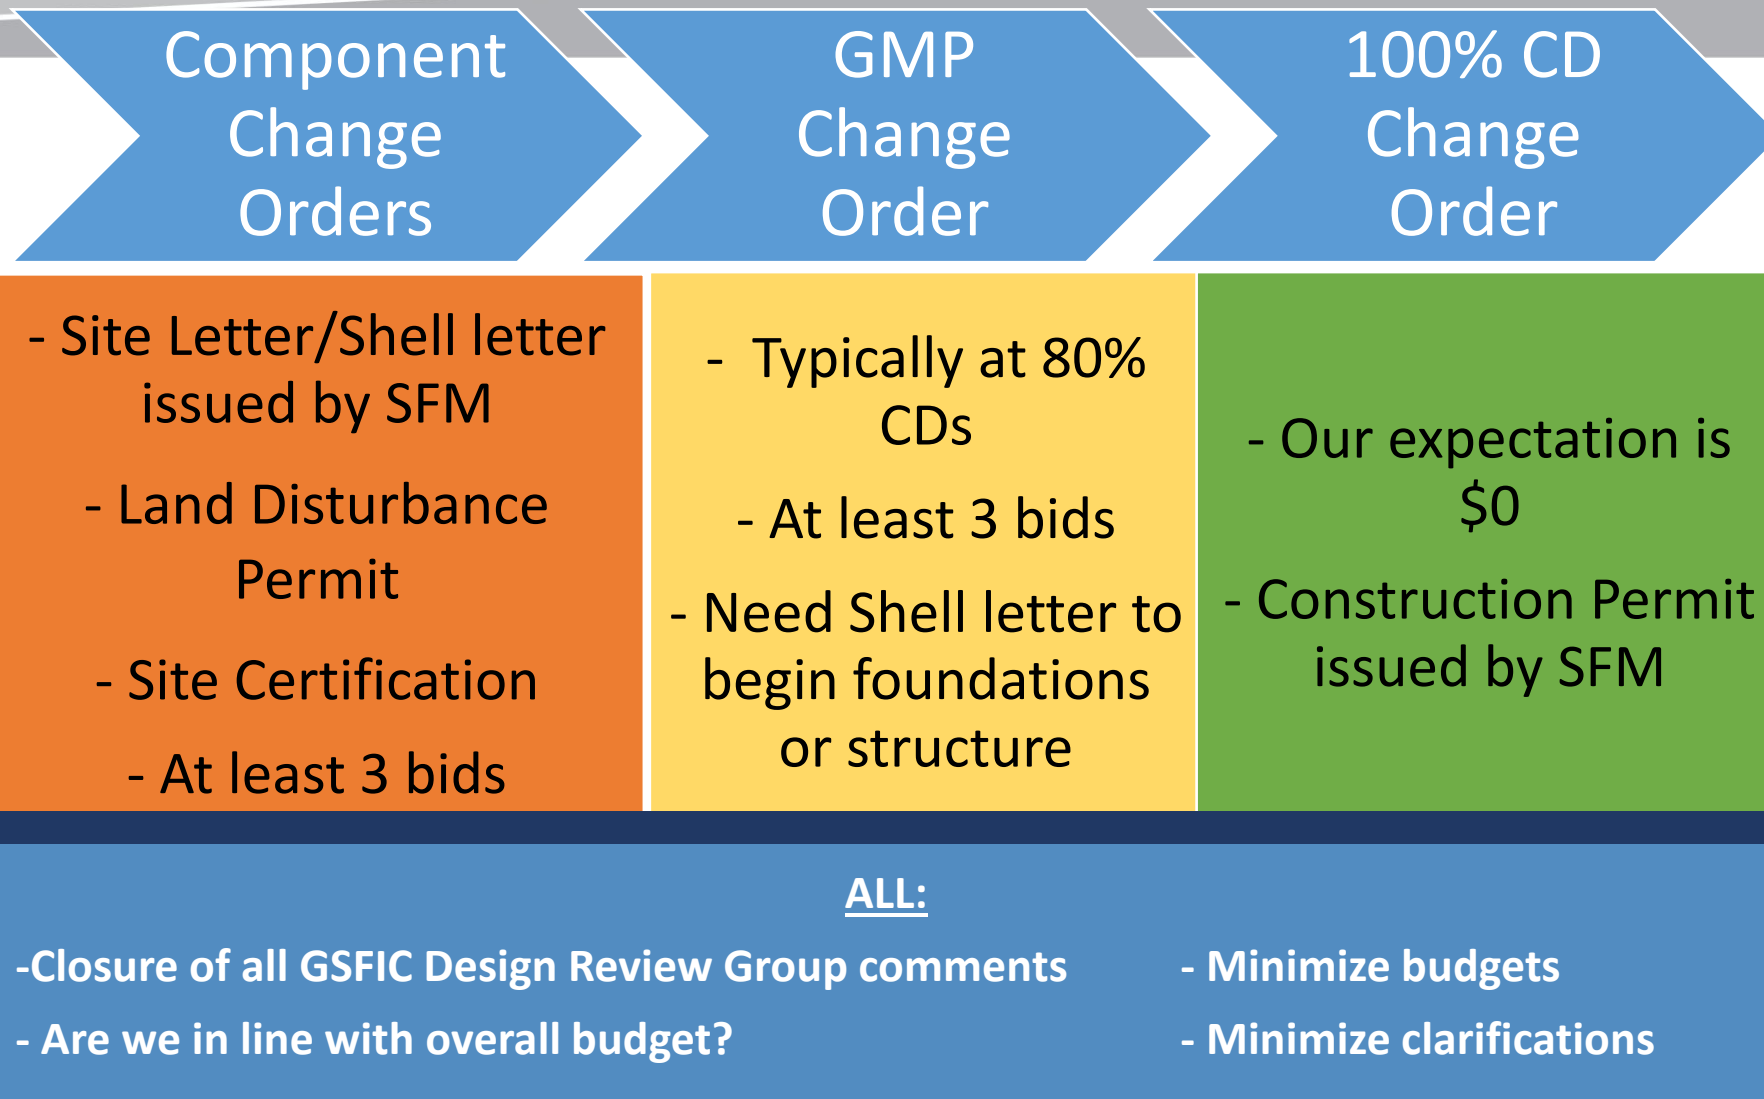 Component
Change
Orders
GMP
Change
Order
100% CD
Change
Order
- Site Letter/Shell letter
issued by SFM
- Land Disturbance
Permit
- Site Certification
- At least 3 bids
- Typically at 80%
CDs
- At least 3 bids
- Need Shell letter to
begin foundations
or structure
- Our expectation is
$0
- Construction Permit
issued by SFM
ALL:
-Closure of all GSFIC Design Review Group comments
- Are we in line with overall budget?
- Minimize budgets
- Minimize clarifications